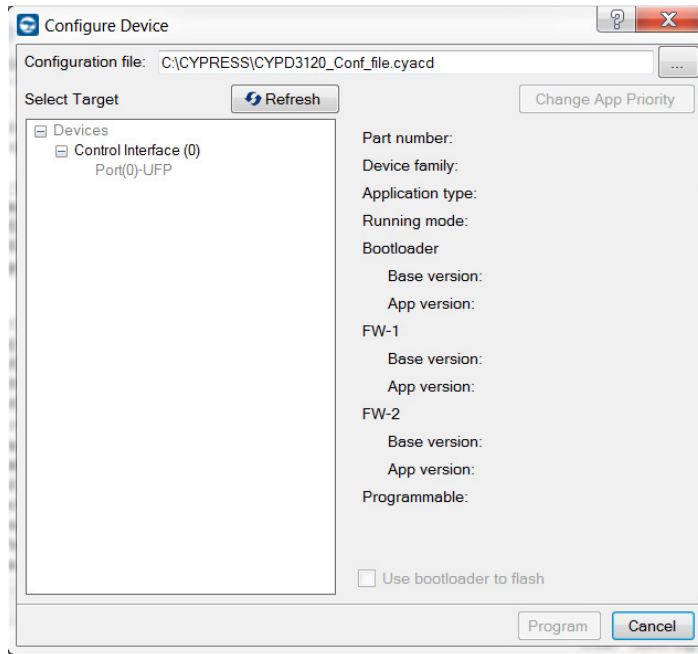 Configure Device
Configuration file: C:\CYPRESS\CYPD3120_Conf_file.cyacd ...
Select Target Refresh Change App Priority
Devices
Control Interface (0)
Port(0)-UFP
Part number:
Device family:
Application type:
Running mode:
Bootloader
Base version:
App version:
FW-1
Base version:
App version:
FW-2
Base version:
App version:
Programmable:
Use bootloader to flash
Program Cancel